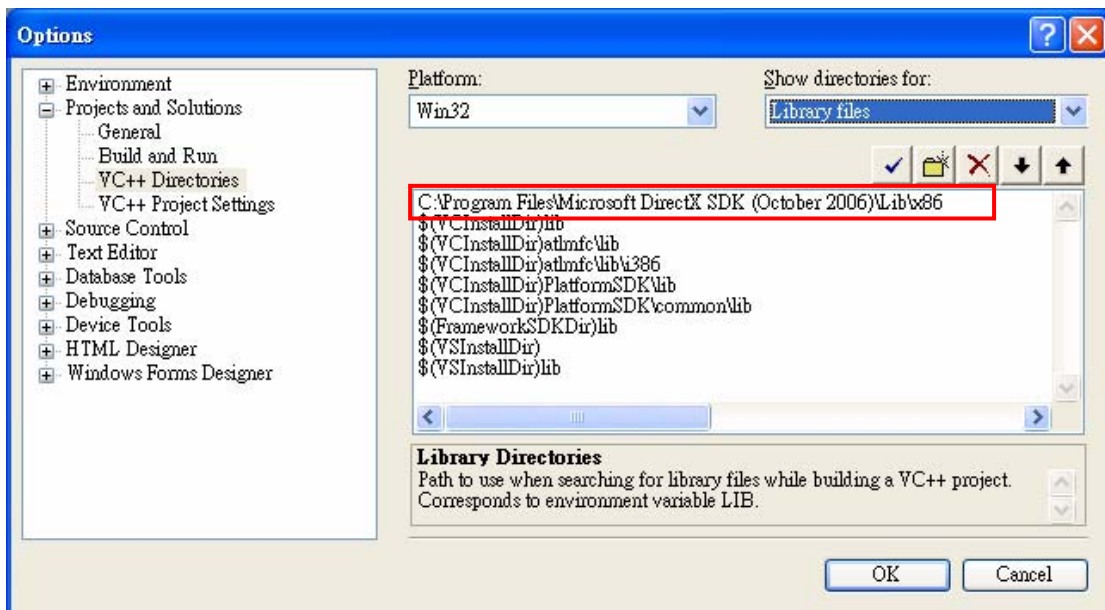 Options
Environment
Projects and Solutions
General
Build and Run
VC++ Directories
VC++ Project Settings
Source Control
Text Editor
Database Tools
Debugging
Device Tools
HTML Designer
Windows Forms Designer
Platform:
Win32
Show directories for:
Library files
C:\Program Files\Microsoft DirectX SDK (October 2006)\Lib\x86
$(VCInstallDir)lib
$(VCInstallDir)atlmfc\lib
$(VCInstallDir)atlmfc\lib\i386
$(VCInstallDir)PlatformSDK\lib
$(VCInstallDir)PlatformSDK\common\lib
$(FrameworkSDKDir)lib
$(VSInstallDir)
$(VSInstallDir)lib
Library Directories
Path to use when searching for library files while building a VC++ project.
Corresponds to environment variable LIB.
OK
Cancel